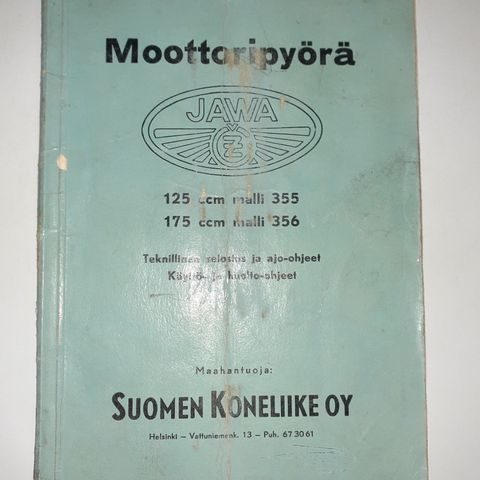 Moottoripyörä
JAWA
ČZ
125 ccm malli 355
175 ccm malli 356
Teknillinen selostus ja ajo-ohjeet
Käyttö- ja huolto-ohjeet
Maahantuoja:
SUOMEN KONELIIKE OY
Helsinki – Vattuniemenk. 13 – Puh. 67 30 61